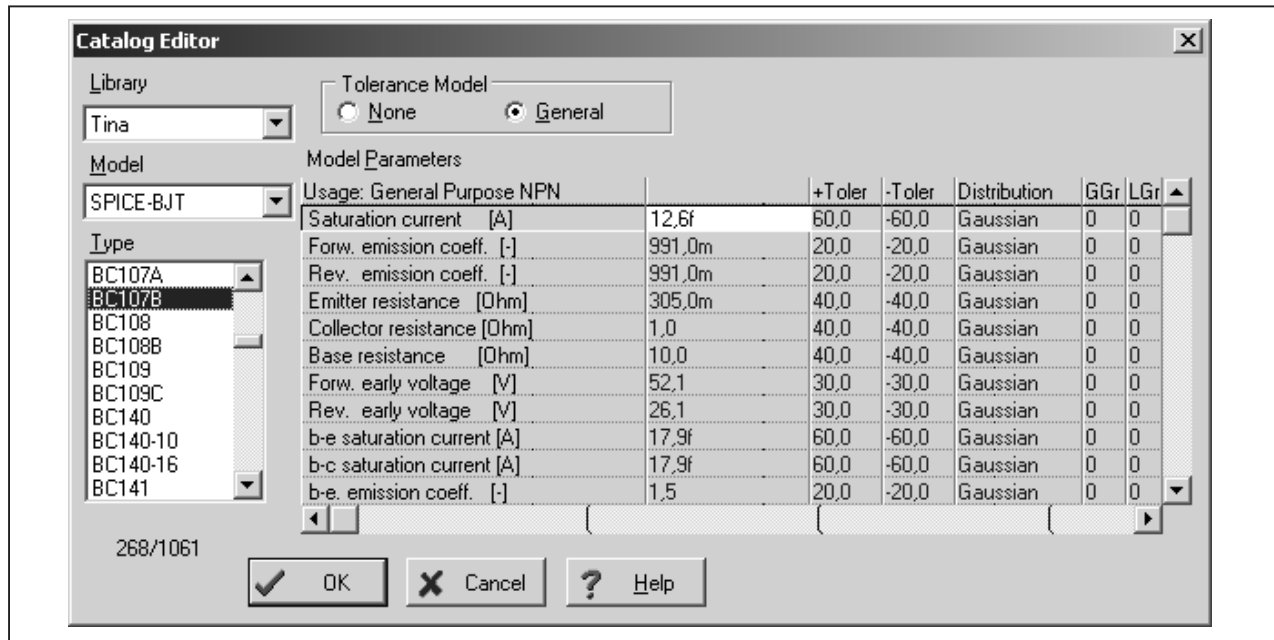 Catalog Editor
Library
Tina
Model
SPICE-BJT
Type
BC107A
BC107B
BC108
BC108B
BC109
BC109C
BC140
BC140-10
BC140-16
BC141
268/1061
Tolerance Model
None General
Model Parameters
Usage: General Purpose NPN +Toler -Toler Distribution GGr LGr
Saturation current [A] 12,6f 60,0 -60,0 Gaussian 0 0
Forw. emission coeff. [-] 991,0m 20,0 -20,0 Gaussian 0 0
Rev. emission coeff. [-] 991,0m 20,0 -20,0 Gaussian 0 0
Emitter resistance [Ohm] 305,0m 40,0 -40,0 Gaussian 0 0
Collector resistance [Ohm] 1,0 40,0 -40,0 Gaussian 0 0
Base resistance [Ohm] 10,0 40,0 -40,0 Gaussian 0 0
Forw. early voltage [V] 52,1 30,0 -30,0 Gaussian 0 0
Rev. early voltage [V] 26,1 30,0 -30,0 Gaussian 0 0
b-e saturation current [A] 17,9f 60,0 -60,0 Gaussian 0 0
b-c saturation current [A] 17,9f 60,0 -60,0 Gaussian 0 0
b-e. emission coeff. [-] 1,5 20,0 -20,0 Gaussian 0 0
OK Cancel Help